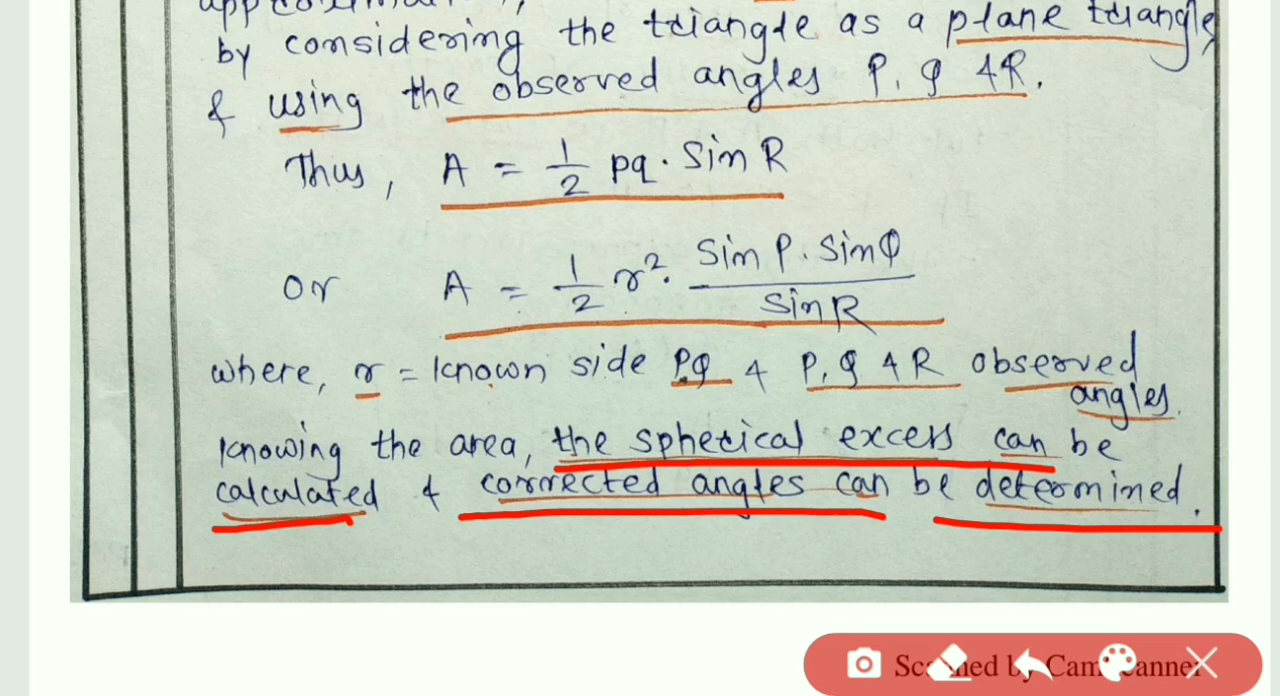 by considering the triangle as a plane triangle
& using the observed angles P, Q & R.
Thus, A = 1/2 pq. Sin R
or A = 1/2 r². Sin P. Sin Q / Sin R
where, r = known side PQ & P, Q & R observed
angles.
knowing the area, the spherical excess can be
calculated & corrected angles can be determined.